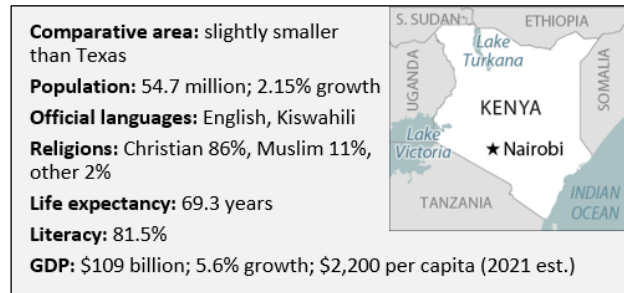 Comparative area: slightly smaller
than Texas
Population: 54.7 million; 2.15% growth
Official languages: English, Kiswahili
Religions: Christian 86%, Muslim 11%,
other 2%
Life expectancy: 69.3 years
Literacy: 81.5%
GDP: $109 billion; 5.6% growth; $2,200 per capita (2021 est.)
S. SUDAN
ETHIOPIA
Lake
Turkana
UGANDA
SOMALIA
KENYA
Lake
Victoria
★ Nairobi
TANZANIA
INDIAN
OCEAN